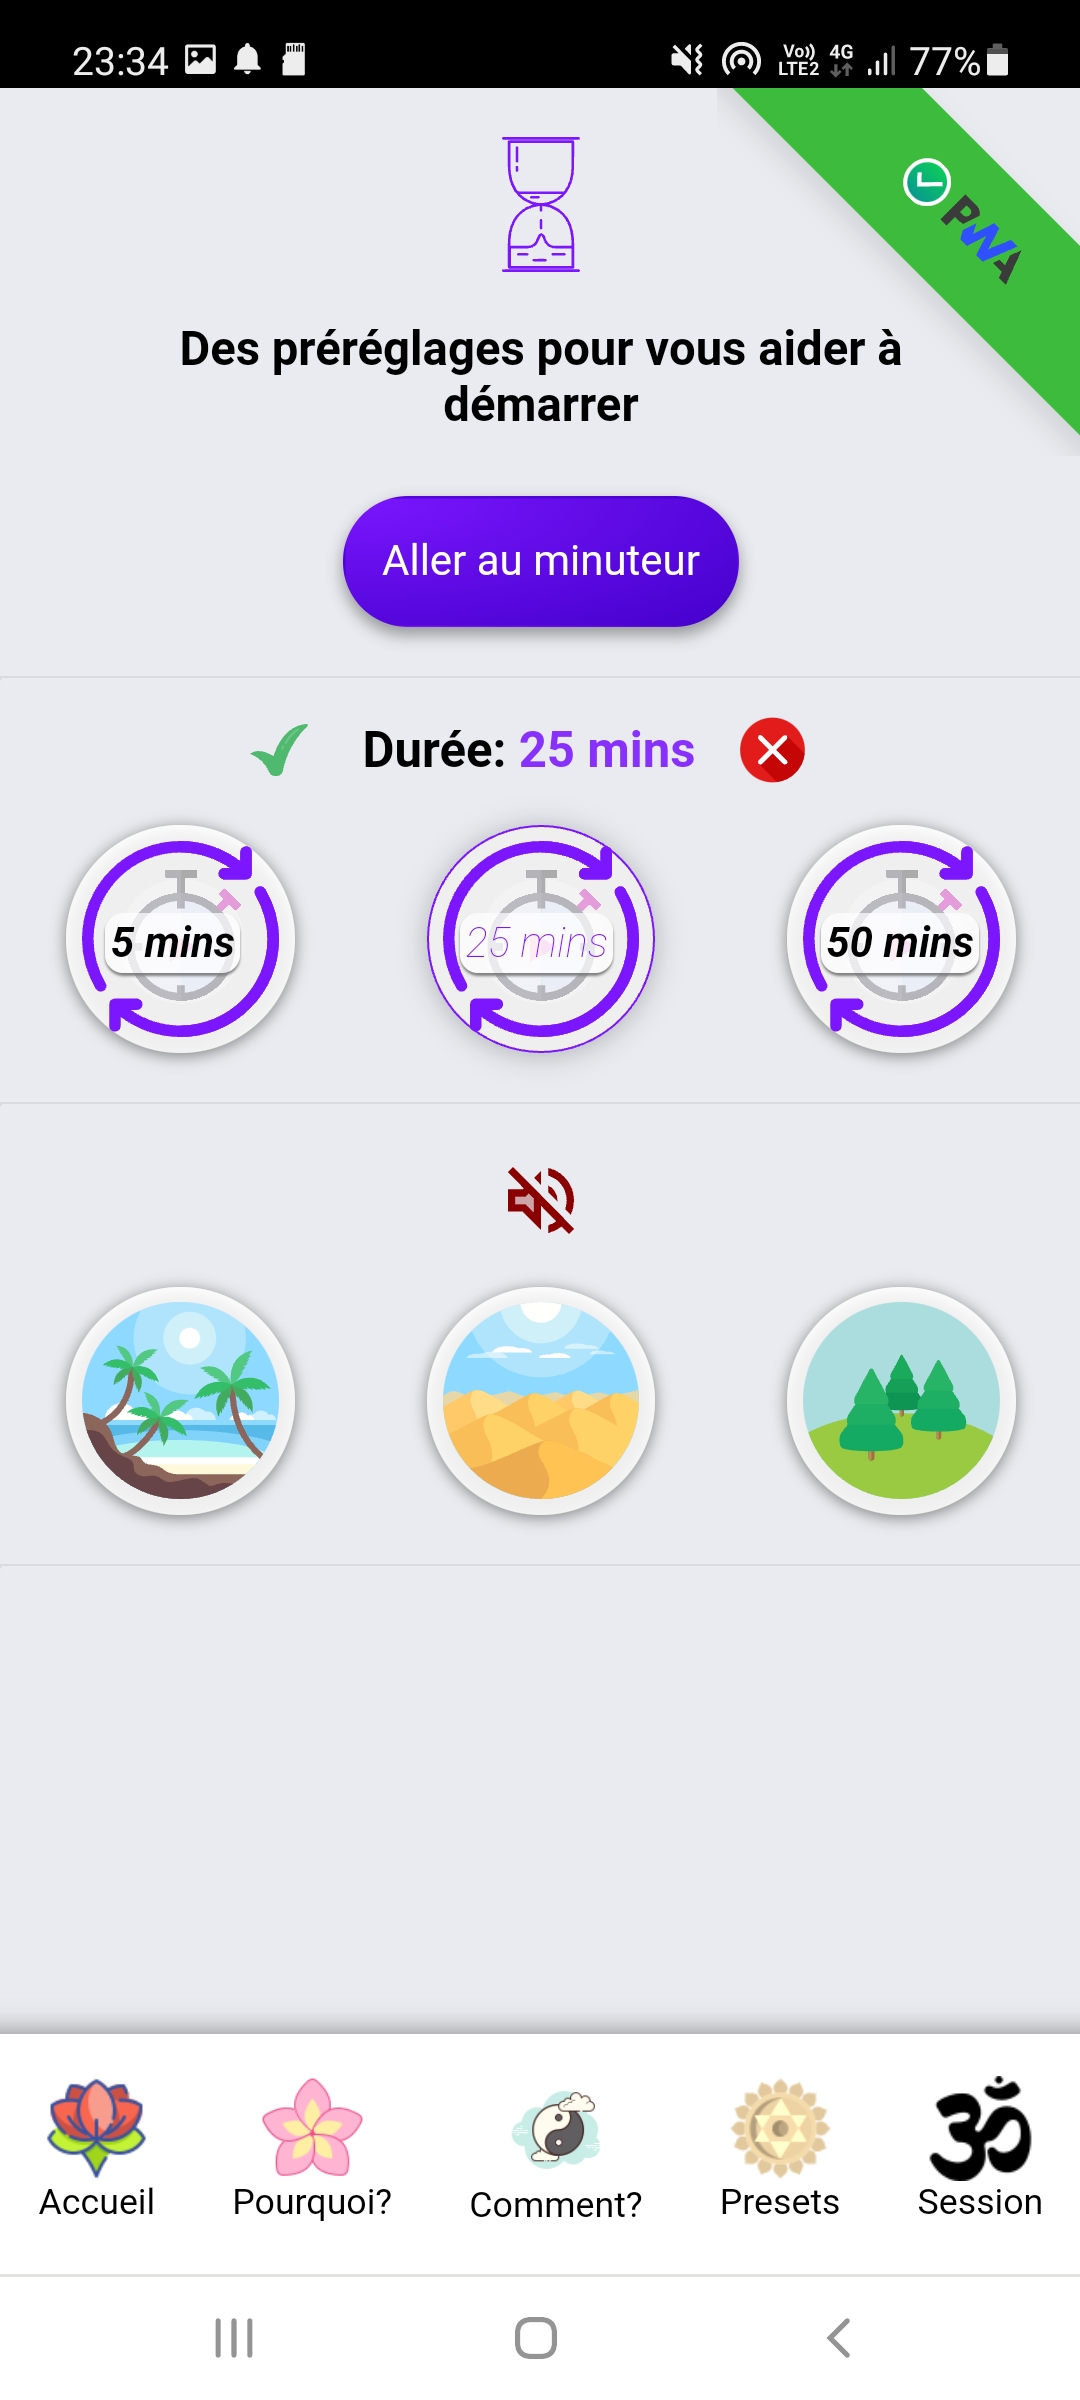 23:34
Vo)) LTE2 4G 77%
PWA
Des préréglages pour vous aider à
démarrer
Aller au minuteur
Durée: 25 mins
5 mins
25 mins
50 mins
Accueil
Pourquoi?
Comment?
Presets
Session